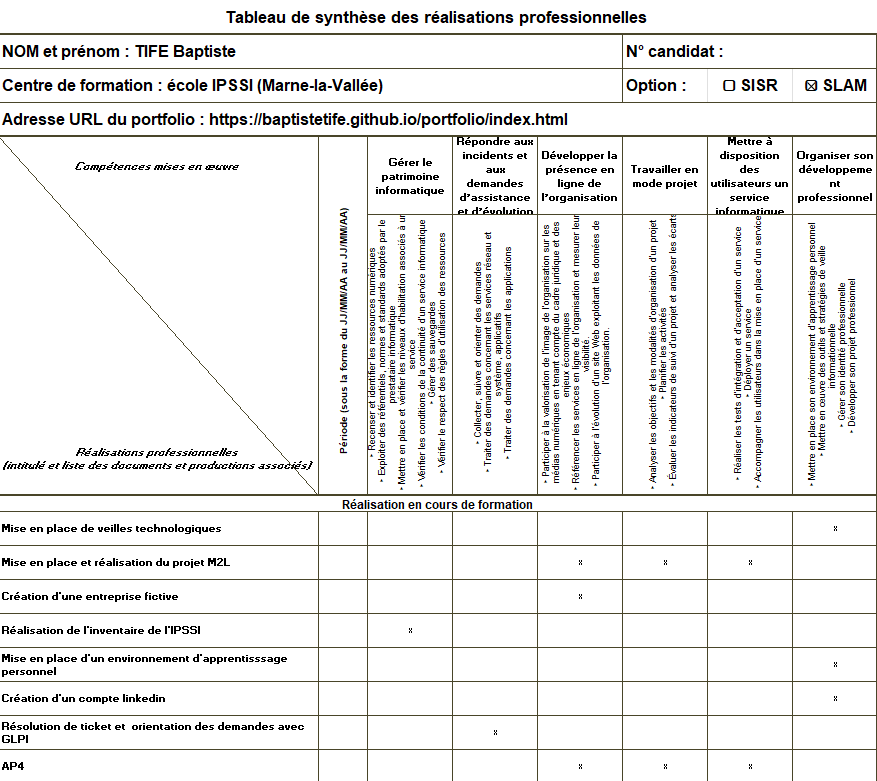 Tableau de synthèse des réalisations professionnelles
NOM et prénom : TIFE Baptiste
N° candidat :
Centre de formation : école IPSSI (Marne-la-Vallée)
Option :
SISR
SLAM
Adresse URL du portfolio : https://baptistetife.github.io/portfolio/index.html
Compétences mises en œuvre
Réalisations professionnelles
(intitulé et liste des documents et productions associés)
Période (sous la forme du JJ/MM/AA au JJ/MM/AA)
Gérer le
patrimoine
informatique
Répondre aux
incidents et
aux
demandes
d'assistance
et d'évolution
Développer la
présence en
ligne de
l'organisation
Travailler en
mode projet
Mettre à
disposition
des
utilisateurs un
service
informatique
Organiser son
développeme
nt
professionnel
‣ Recenser et identifier les ressources numériques
‣ Exploiter des référentiels, normes et standards adoptés par le
prestataire informatique
‣ Mettre en place et vérifier les niveaux d'habilitation associés à un
service
‣ Vérifier les conditions de la continuité d'un service informatique
‣ Gérer des sauvegardes
‣ Vérifier le respect des règles d'utilisation des ressources
‣ Collecter, suivre et orienter des demandes
‣ Traiter des demandes concernant les services réseau et
système, applicatifs
‣ Traiter des demandes concernant les applications
‣ Participer à la valorisation de l'image de l'organisation sur les
médias numériques en tenant compte du cadre juridique et des
enjeux économiques
‣ Référencer les services en ligne de l'organisation et mesurer leur
visibilité.
‣ Participer à l'évolution d'un site Web exploitant les données de
l'organisation.
‣ Analyser les objectifs et les modalités d'organisation d'un projet
‣ Planifier les activités
‣ Évaluer les indicateurs de suivi d'un projet et analyser les écarts
‣ Réaliser les tests d'intégration et d'acceptation d'un service
‣ Déployer un service
‣ Accompagner les utilisateurs dans la mise en place d'un service
‣ Mettre en place son environnement d'apprentissage personnel
‣ Mettre en œuvre des outils et stratégies de veille
informationnelle
‣ Gérer son identité professionnelle
‣ Développer son projet professionnel
Réalisation en cours de formation
Mise en place de veilles technologiques x
Mise en place et réalisation du projet M2L x x x
Création d'une entreprise fictive x
Réalisation de l'inventaire de l'IPSSI x
Mise en place d'un environnement d'apprentisssage
personnel x
Création d'un compte linkedin x
Résolution de ticket et orientation des demandes avec
GLPI x
AP4 x x x